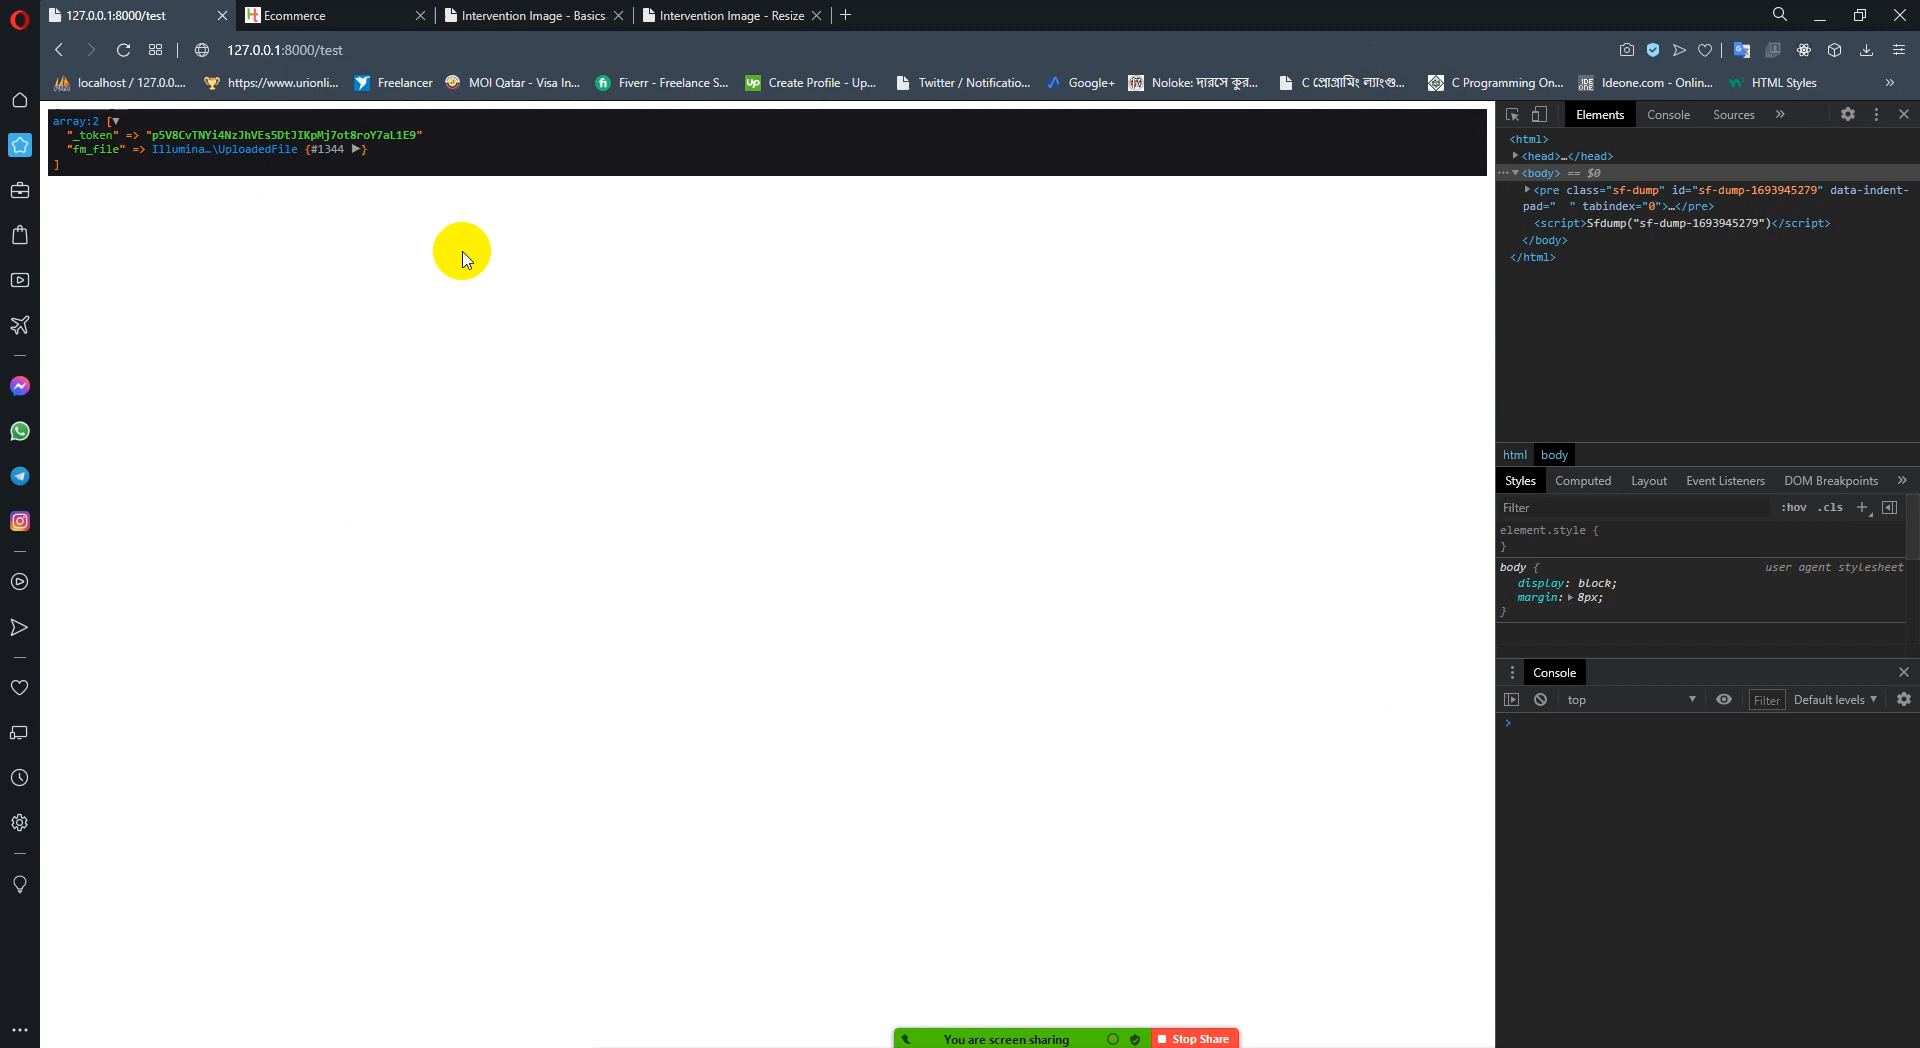 127.0.0.1:8000/test
Ecommerce
Intervention Image - Basics
Intervention Image - Resize
127.0.0.1:8000/test
localhost / 127.0.0...
https://www.urionli...
Freelancer
MOI Qatar - Visa In...
Fiverr - Freelance S...
Create Profile - Up...
Twitter / Notificatio...
Google+
Noloke: দারসে কুর...
C প্রোগ্রামিং ল্যাংগু...
C Programming On...
Ideone.com - Onlin...
HTML Styles
array:2 [▼
"_token" => "p5V8CvTNYi4NzJhVEs5DtJIKpMj7ot8roY7aL1E9"
"fm_file" => Illumina…\UploadedFile {#1344 ▶}
]
Elements
Console
Sources
<html>
<head>…</head>
<body> == $0
<pre class="sf-dump" id="sf-dump-1693945279" data-indent-
pad="  " tabindex="0">…</pre>
<script>Sfdump("sf-dump-1693945279")</script>
</body>
</html>
html body
Styles Computed Layout Event Listeners DOM Breakpoints
Filter :hov .cls
element.style {
}
body { user agent stylesheet
display: block;
margin: 8px;
}
Console
top Filter Default levels
You are screen sharing Stop Share